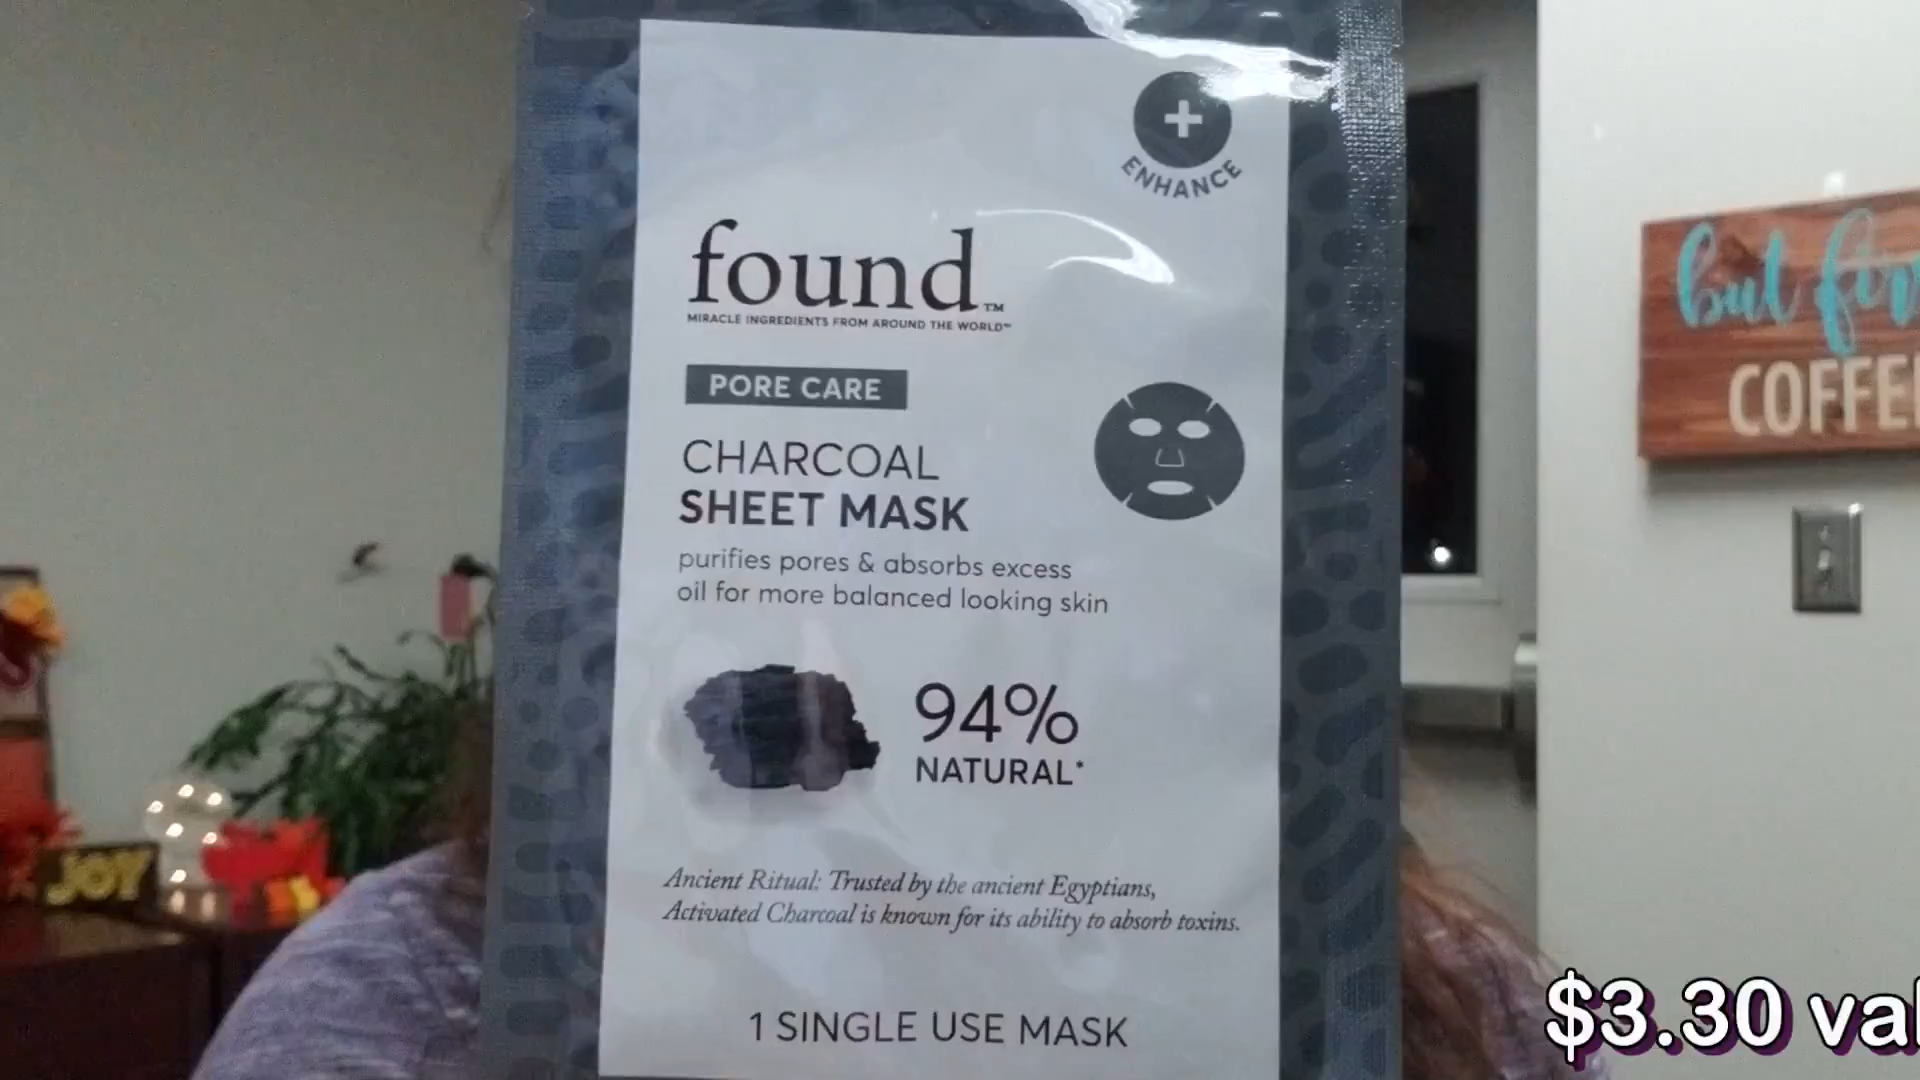 +
ENHANCE
found™
MIRACLE INGREDIENTS FROM AROUND THE WORLD™
PORE CARE
CHARCOAL
SHEET MASK
purifies pores & absorbs excess
oil for more balanced looking skin
94%
NATURAL*
Ancient Ritual: Trusted by the ancient Egyptians,
Activated Charcoal is known for its ability to absorb toxins.
1 SINGLE USE MASK
but
COFFEE
JOY
$3.30